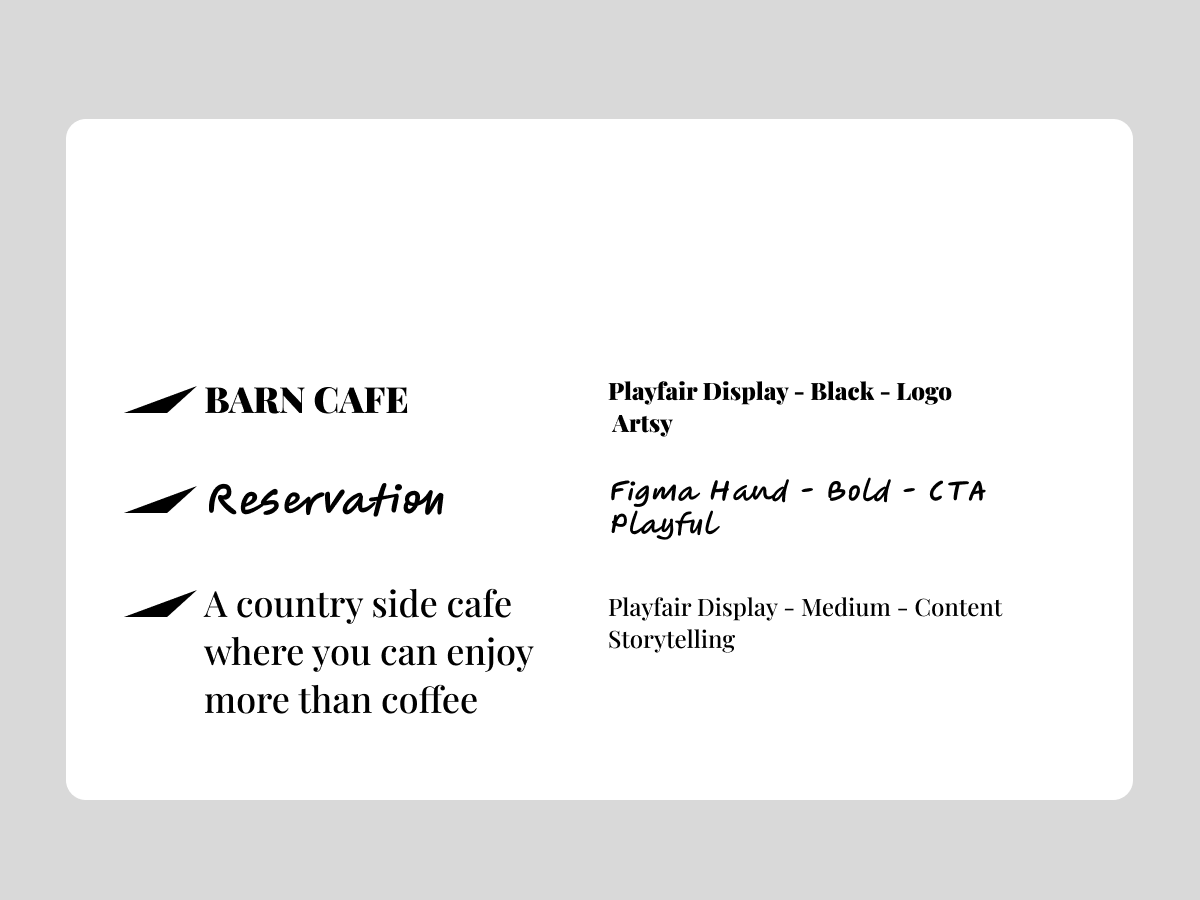 BARN CAFE
Playfair Display - Black - Logo
Artsy
Reservation
Figma Hand - Bold - CTA
Playful
A country side cafe
where you can enjoy
more than coffee
Playfair Display - Medium - Content
Storytelling